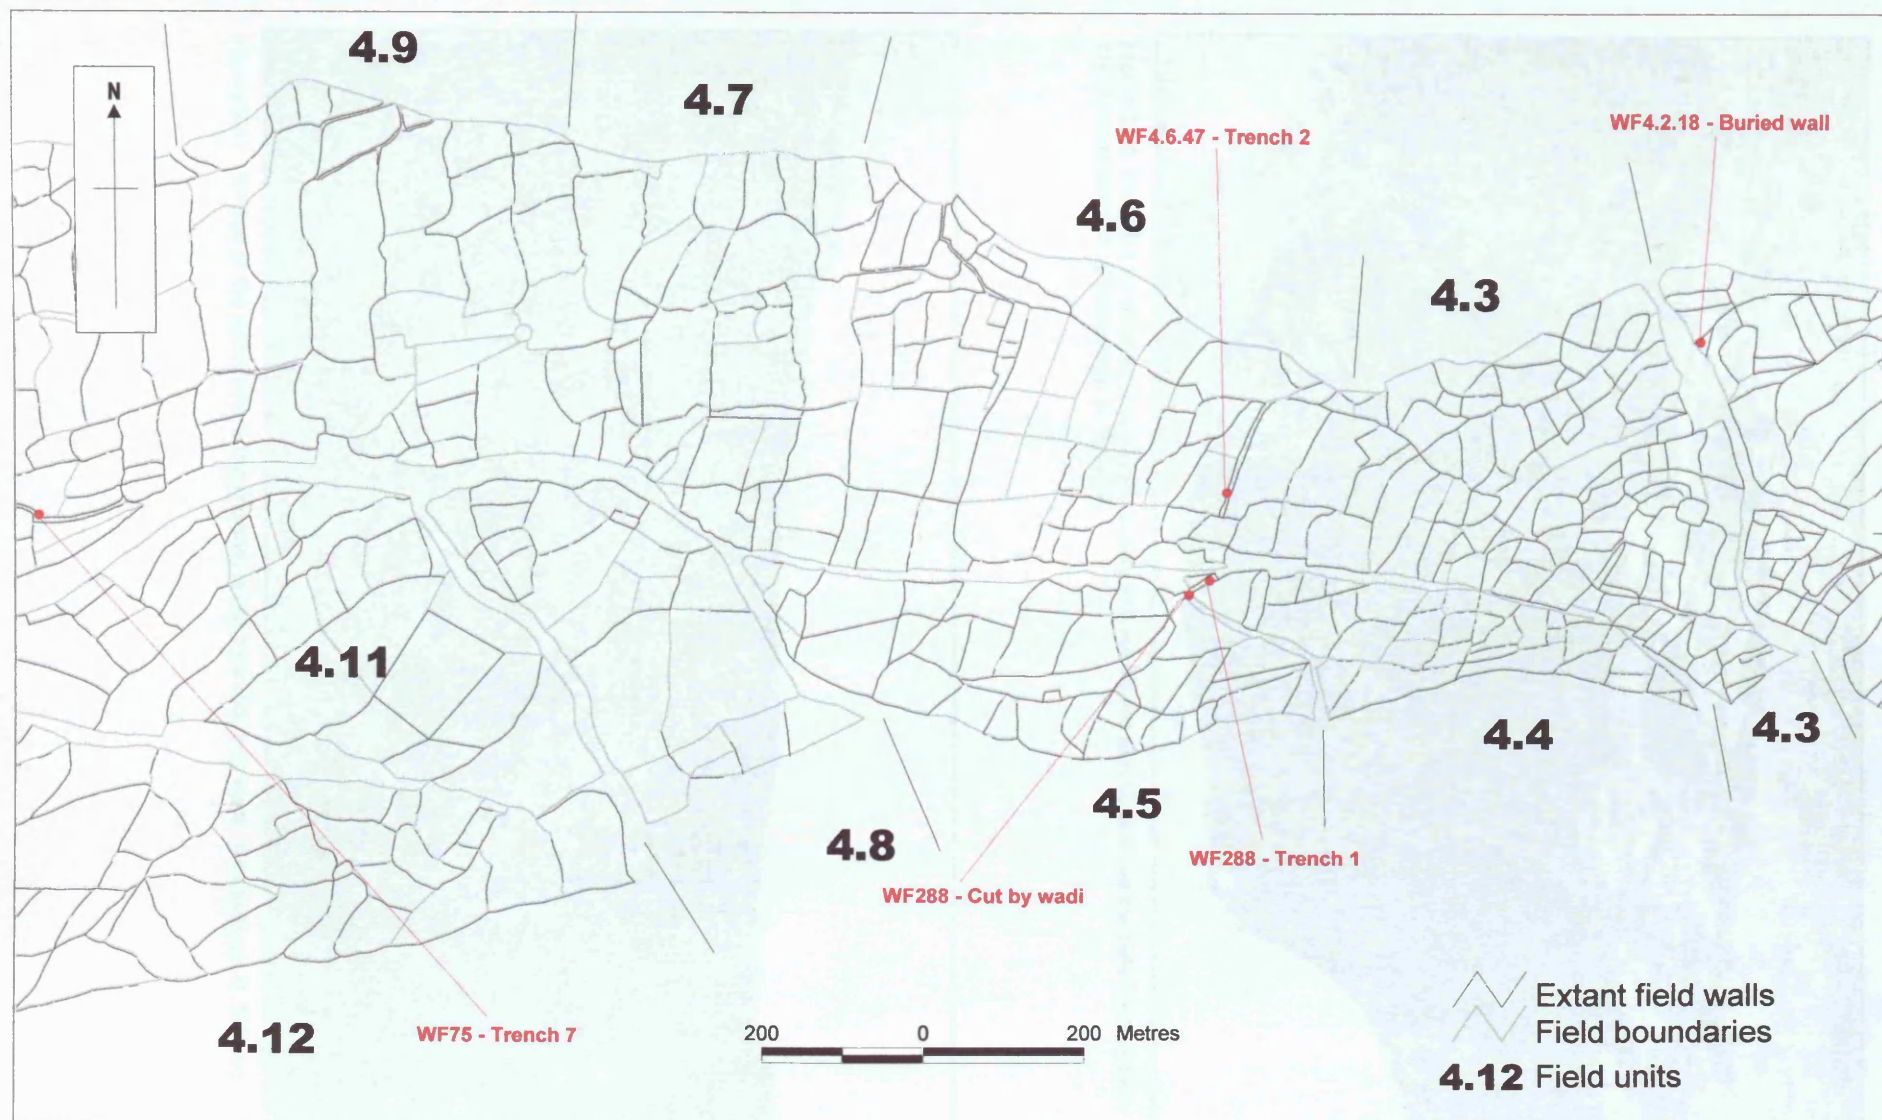 4.9
N
4.7
WF4.2.18 - Buried wall
WF4.6.47 - Trench 2
4.6
4.3
4.11
4.4
4.3
4.5
4.8
WF288 - Trench 1
WF288 - Cut by wadi
4.12
WF75 - Trench 7
200 0 200 Metres
Extant field walls
Field boundaries
4.12 Field units